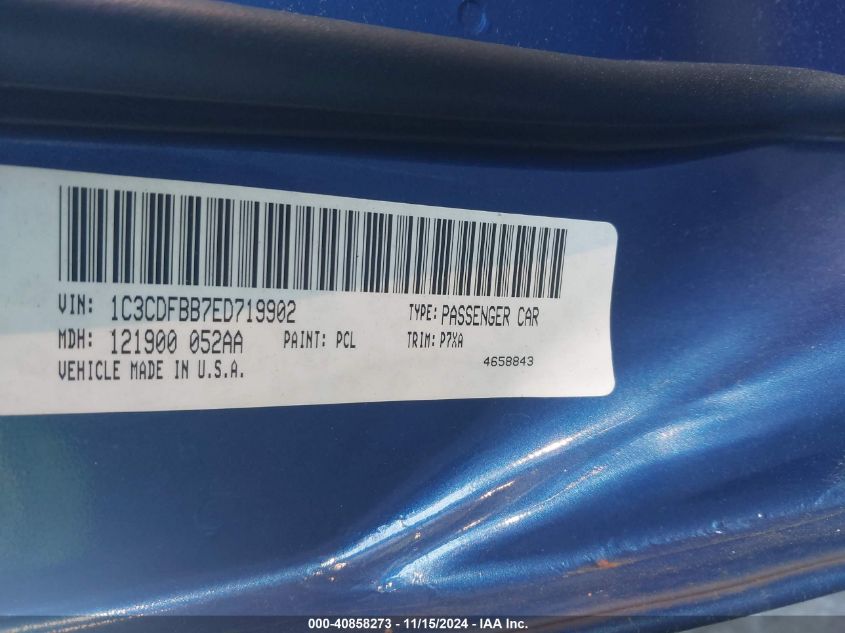 VIN: 1C3CDFBB7ED719902 TYPE: PASSENGER CAR
MDH: 121900 052AA PAINT: PCL TRIM: P7XA
VEHICLE MADE IN U.S.A. 4658843
000-40858273 - 11/15/2024 - IAA Inc.